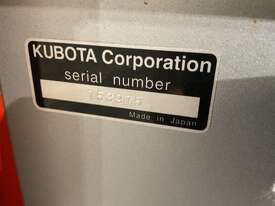 KUBOTA Corporation
serial number
Made in Japan